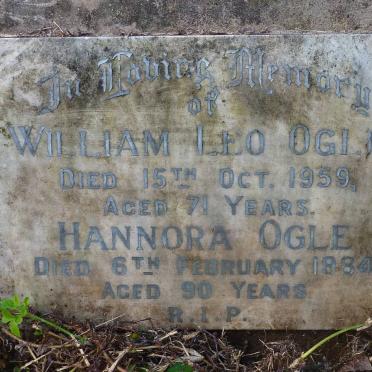 In Loving Memory
of
WILLIAM LEO OGLE
DIED 15TH OCT. 1959,
AGED 71 YEARS.
HANNORA OGLE
DIED 6TH FEBRUARY 1984
AGED 90 YEARS
R.I.P.